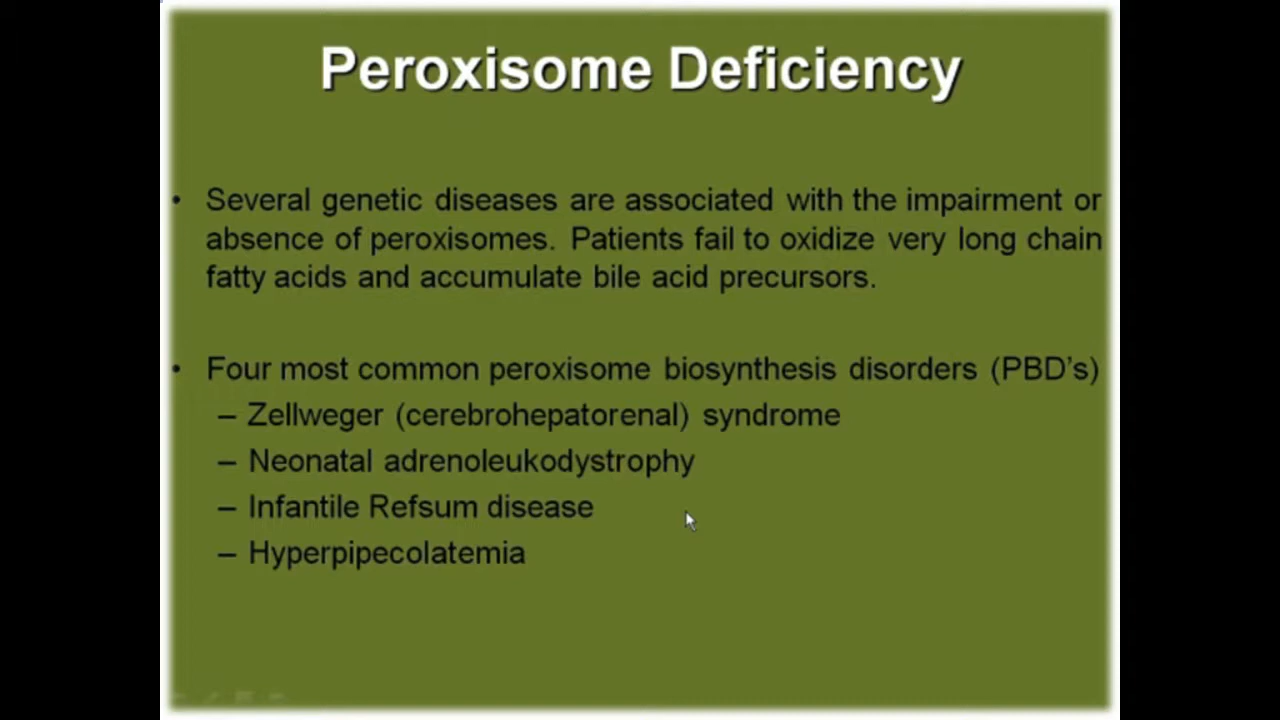 Peroxisome Deficiency
• Several genetic diseases are associated with the impairment or
absence of peroxisomes. Patients fail to oxidize very long chain
fatty acids and accumulate bile acid precursors.
• Four most common peroxisome biosynthesis disorders (PBD's)
– Zellweger (cerebrohepatorenal) syndrome
– Neonatal adrenoleukodystrophy
– Infantile Refsum disease
– Hyperpipecolatemia